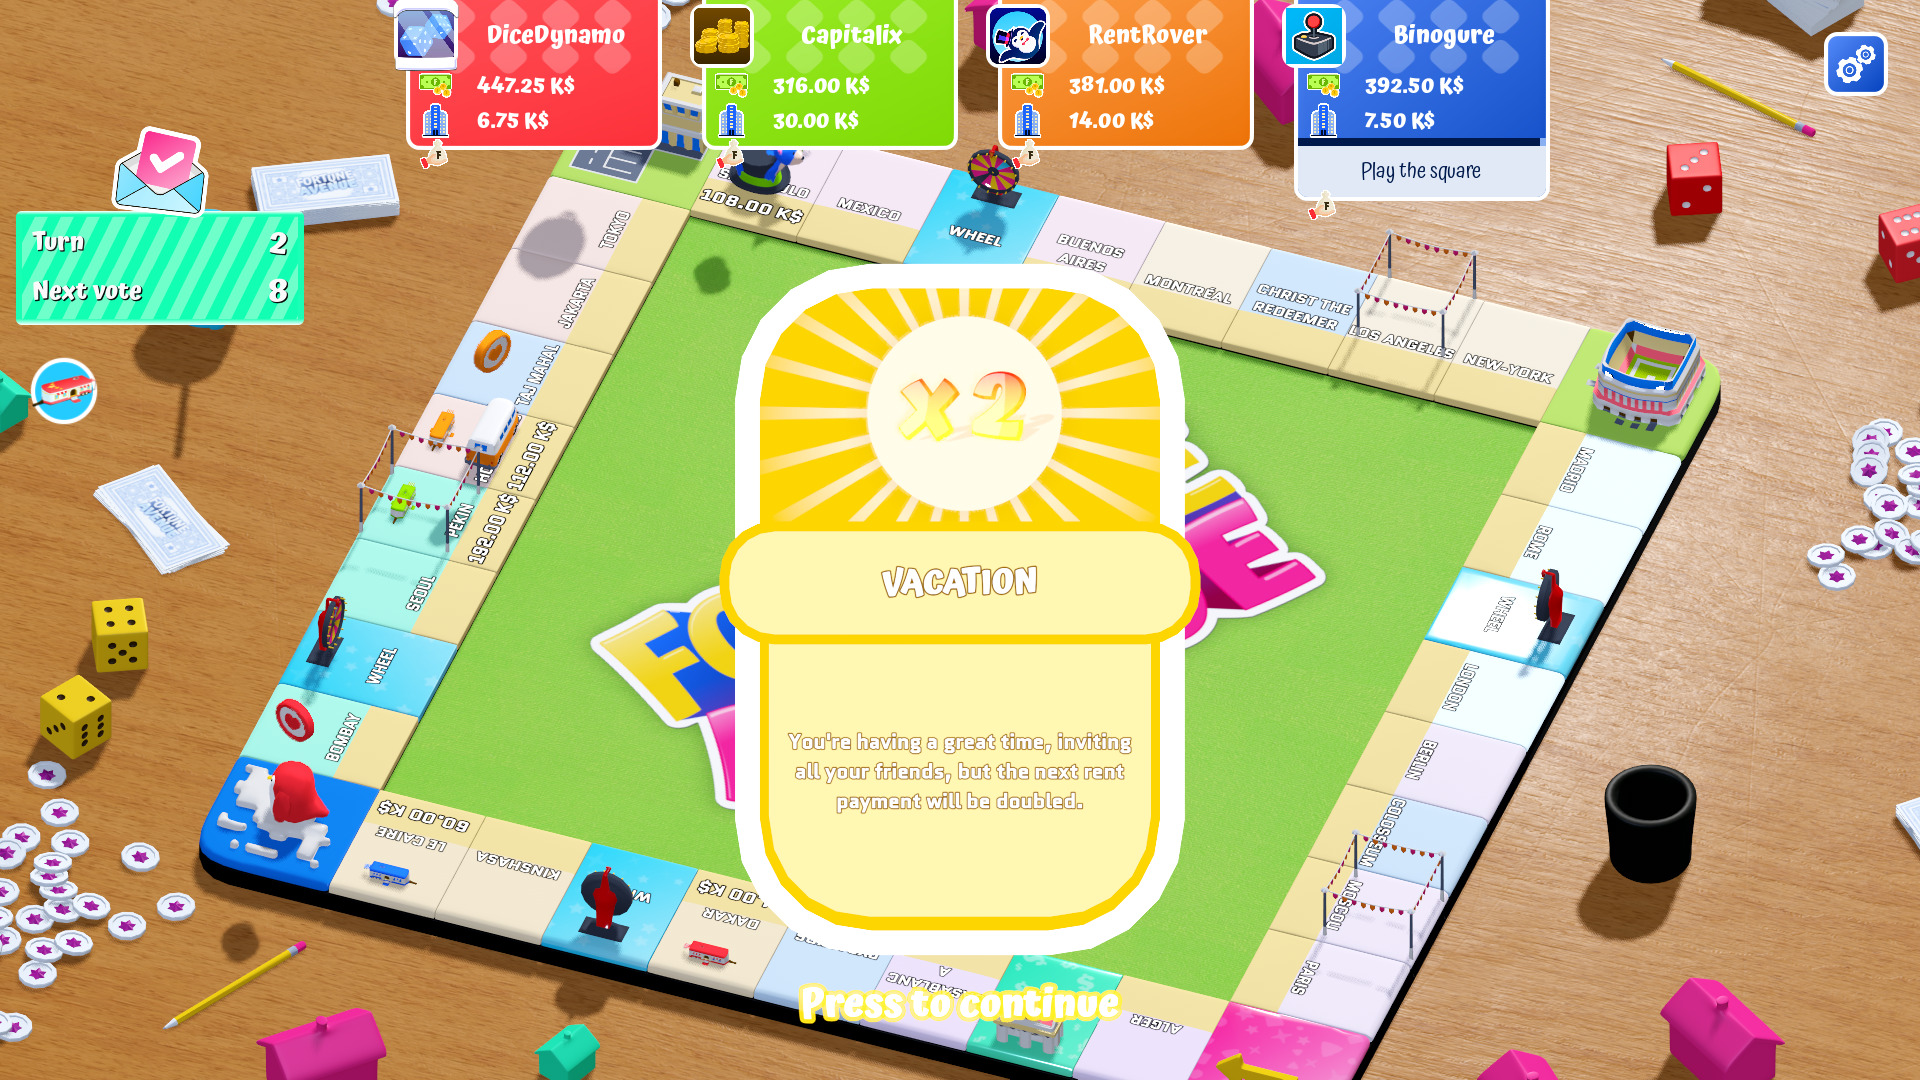 DiceDynamo
447.25 K$
6.75 K$
Capitalix
316.00 K$
30.00 K$
RentRover
381.00 K$
14.00 K$
Binogure
392.50 K$
7.50 K$
Play the square
Turn 2
Next vote 8
FORTUNE AVENUE
108.00 K$
MEXICO
WHEEL
BUENOS
AIRES
MONTRÉAL
CHRIST THE
REDEEMER
LOS ANGELES
NEW-YORK
TOKYO
JAKARTA
TAJ MAHAL
112.00 K$
PEKIN
192.00 K$
SEOUL
WHEEL
BOMBAY
60.00 K$
LE CAIRE
KINSHASA
DAKAR
ALGER
MADRID
ROME
WHEEL
LONDON
BERLIN
COLOSSEUM
MOSCOU
PARIS
X2
VACATION
You're having a great time, inviting
all your friends, but the next rent
payment will be doubled.
Press to continue